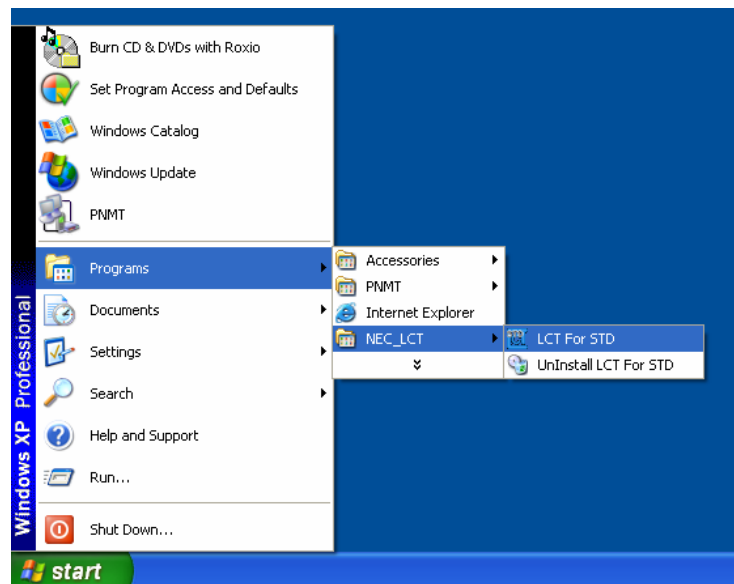 Burn CD & DVDs with Roxio
Set Program Access and Defaults
Windows Catalog
Windows Update
PNMT
Programs
Documents
Settings
Search
Help and Support
Run...
Shut Down...
Accessories
PNMT
Internet Explorer
NEC_LCT
LCT For STD
UnInstall LCT For STD
Windows XP Professional
start